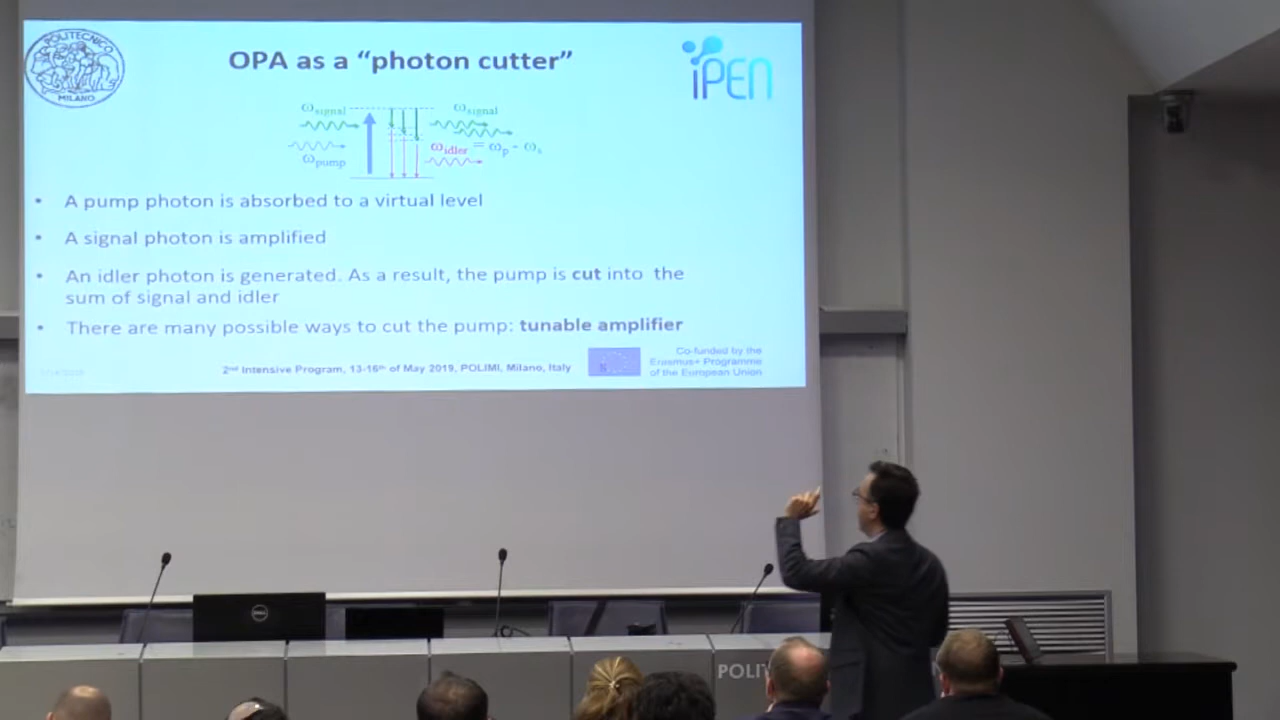 POLITECNICO
MILANO
OPA as a “photon cutter”
iPEN
ωsignal
ωpump
ωsignal
ωidler = ωp - ωs
• A pump photon is absorbed to a virtual level
• A signal photon is amplified
• An idler photon is generated. As a result, the pump is cut into the
sum of signal and idler
• There are many possible ways to cut the pump: tunable amplifier
2nd Intensive Program, 13-16th of May 2019, POLIMI, Milano, Italy
Co-funded by the
Erasmus+ Programme
of the European Union
DELL
POLIT